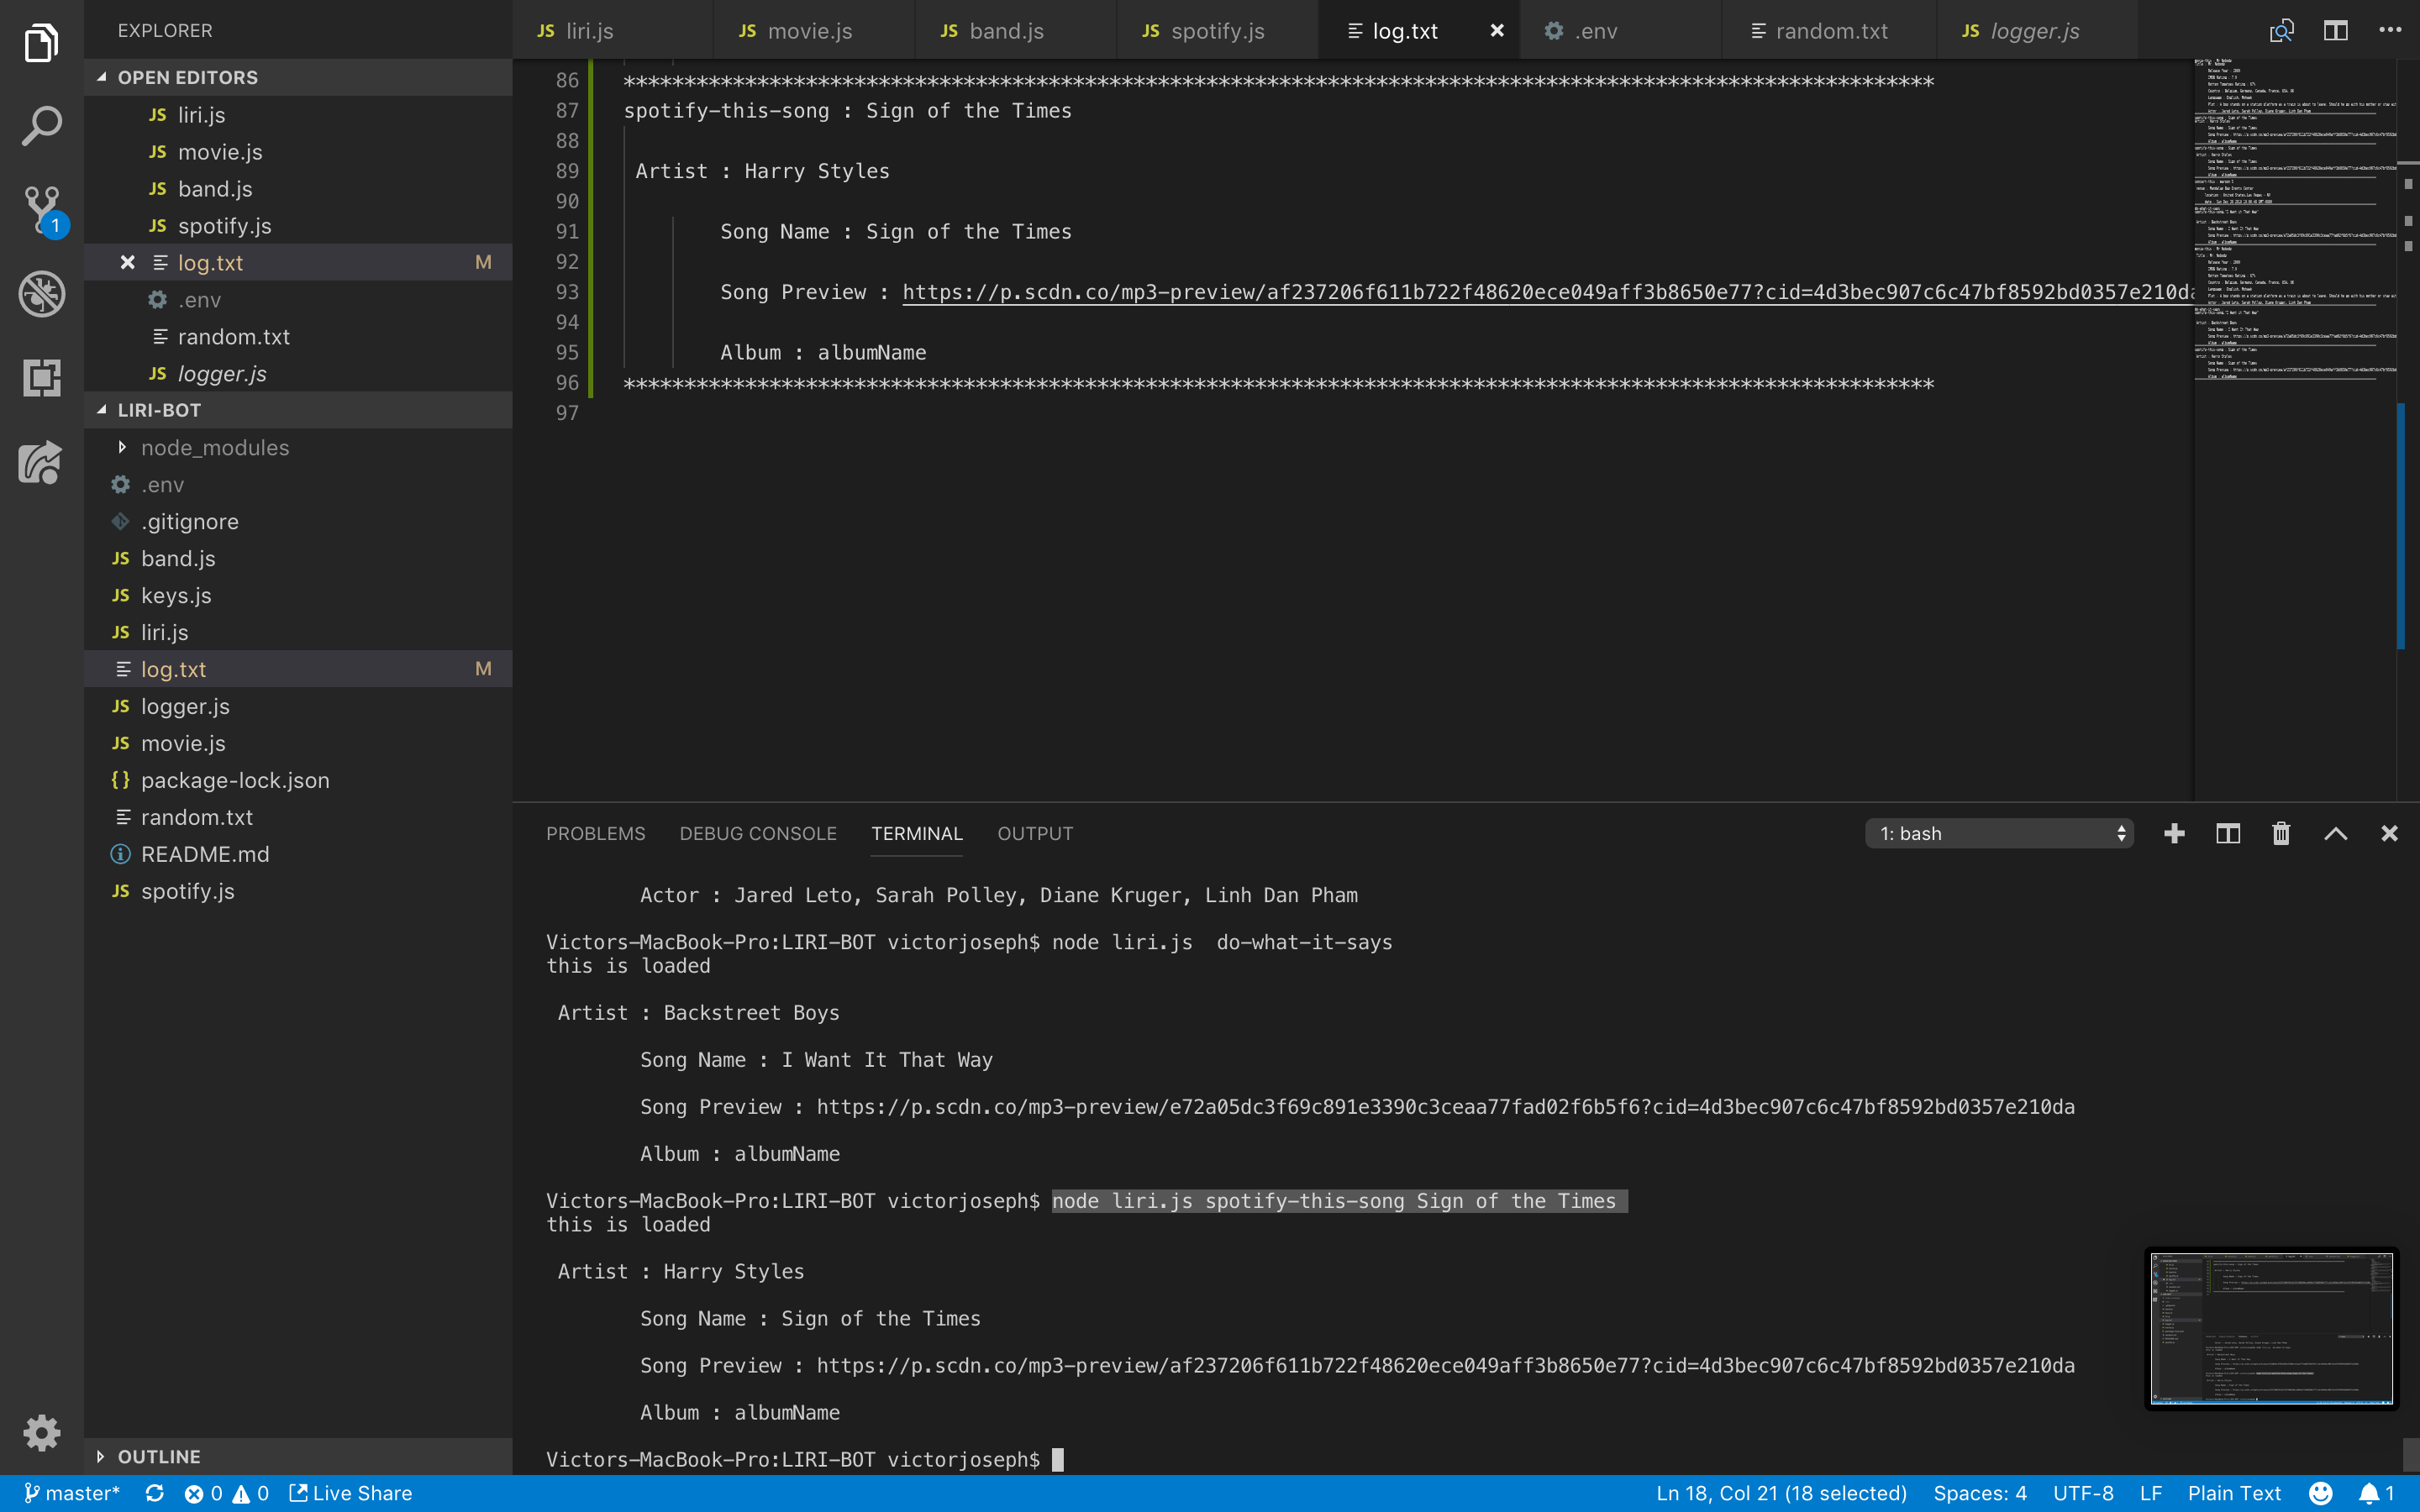 EXPLORER
OPEN EDITORS
JS liri.js
JS movie.js
JS band.js
JS spotify.js
log.txt M
.env
random.txt
JS logger.js
LIRI-BOT
node_modules
.env
.gitignore
JS band.js
JS keys.js
JS liri.js
log.txt M
JS logger.js
JS movie.js
{} package-lock.json
random.txt
README.md
JS spotify.js
OUTLINE
1
JS liri.js JS movie.js JS band.js JS spotify.js log.txt .env random.txt JS logger.js
86 ************************************************************************************************************
87 spotify-this-song : Sign of the Times
88
89 Artist : Harry Styles
90
91 Song Name : Sign of the Times
92
93 Song Preview : https://p.scdn.co/mp3-preview/af237206f611b722f48620ece049aff3b8650e77?cid=4d3bec907c6c47bf8592bd0357e210da
94
95 Album : albumName
96 ************************************************************************************************************
97
PROBLEMS DEBUG CONSOLE TERMINAL OUTPUT 1: bash
Actor : Jared Leto, Sarah Polley, Diane Kruger, Linh Dan Pham
Victors-MacBook-Pro:LIRI-BOT victorjoseph$ node liri.js  do-what-it-says
this is loaded
Artist : Backstreet Boys
Song Name : I Want It That Way
Song Preview : https://p.scdn.co/mp3-preview/e72a05dc3f69c891e3390c3ceaa77fad02f6b5f6?cid=4d3bec907c6c47bf8592bd0357e210da
Album : albumName
Victors-MacBook-Pro:LIRI-BOT victorjoseph$ node liri.js spotify-this-song Sign of the Times
this is loaded
Artist : Harry Styles
Song Name : Sign of the Times
Song Preview : https://p.scdn.co/mp3-preview/af237206f611b722f48620ece049aff3b8650e77?cid=4d3bec907c6c47bf8592bd0357e210da
Album : albumName
Victors-MacBook-Pro:LIRI-BOT victorjoseph$
master* 0 0 Live Share Ln 18, Col 21 (18 selected) Spaces: 4 UTF-8 LF Plain Text 1